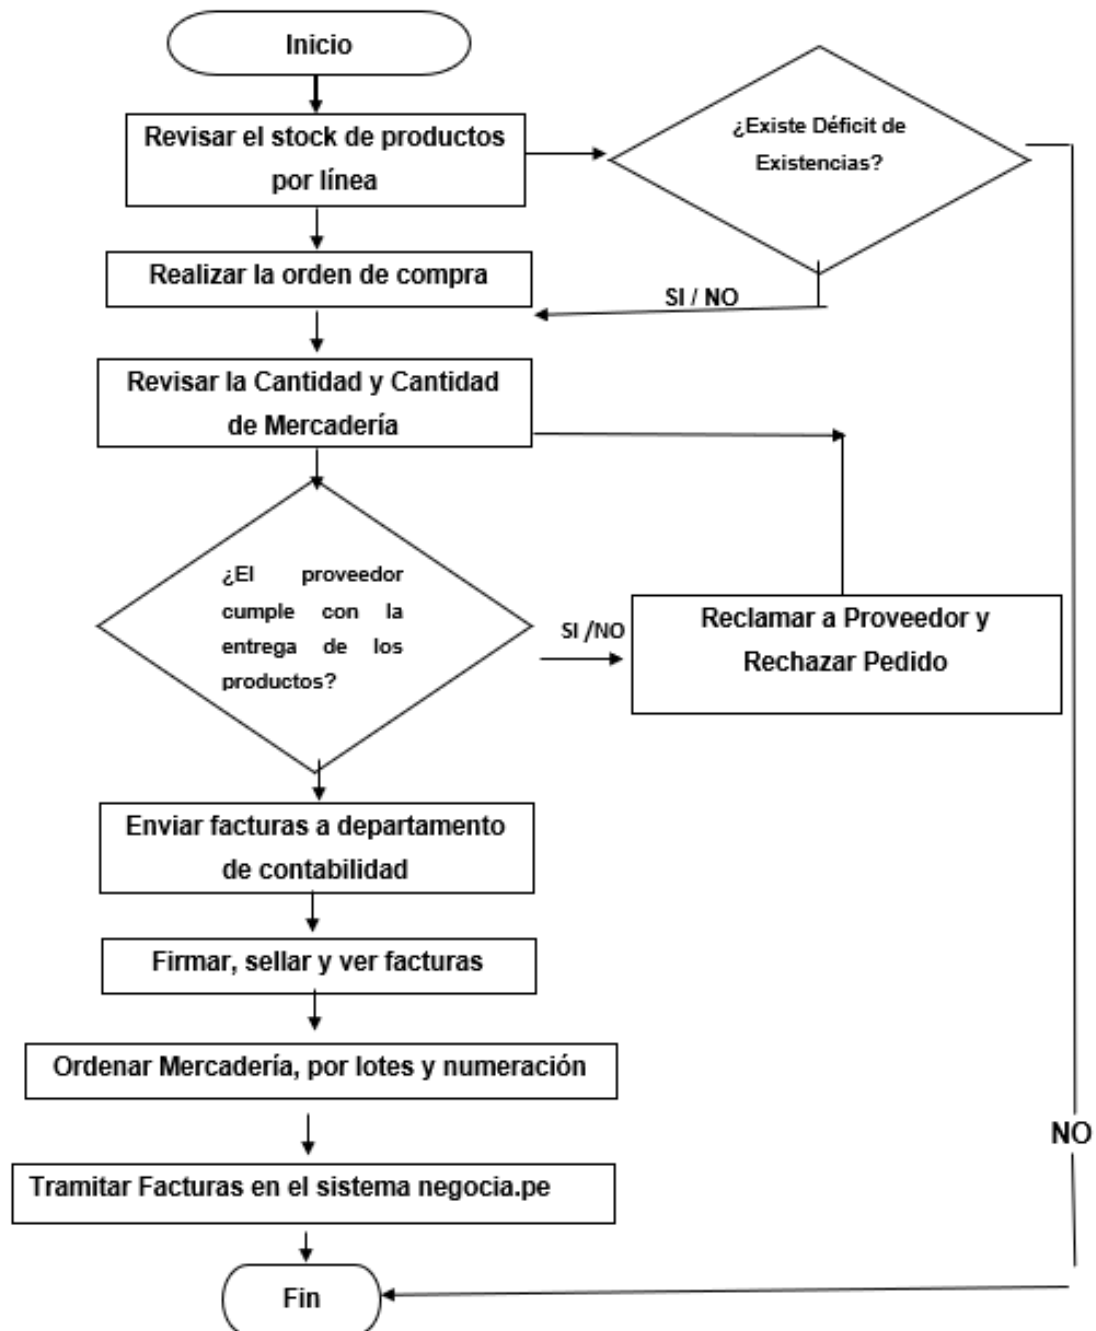 Inicio
Revisar el stock de productos
por línea
¿Existe Déficit de
Existencias?
Realizar la orden de compra
SI / NO
Revisar la Cantidad y Cantidad
de Mercadería
¿El proveedor
cumple con la
entrega de los
productos?
SI /NO
Reclamar a Proveedor y
Rechazar Pedido
Enviar facturas a departamento
de contabilidad
Firmar, sellar y ver facturas
Ordenar Mercadería, por lotes y numeración
NO
Tramitar Facturas en el sistema negocia.pe
Fin